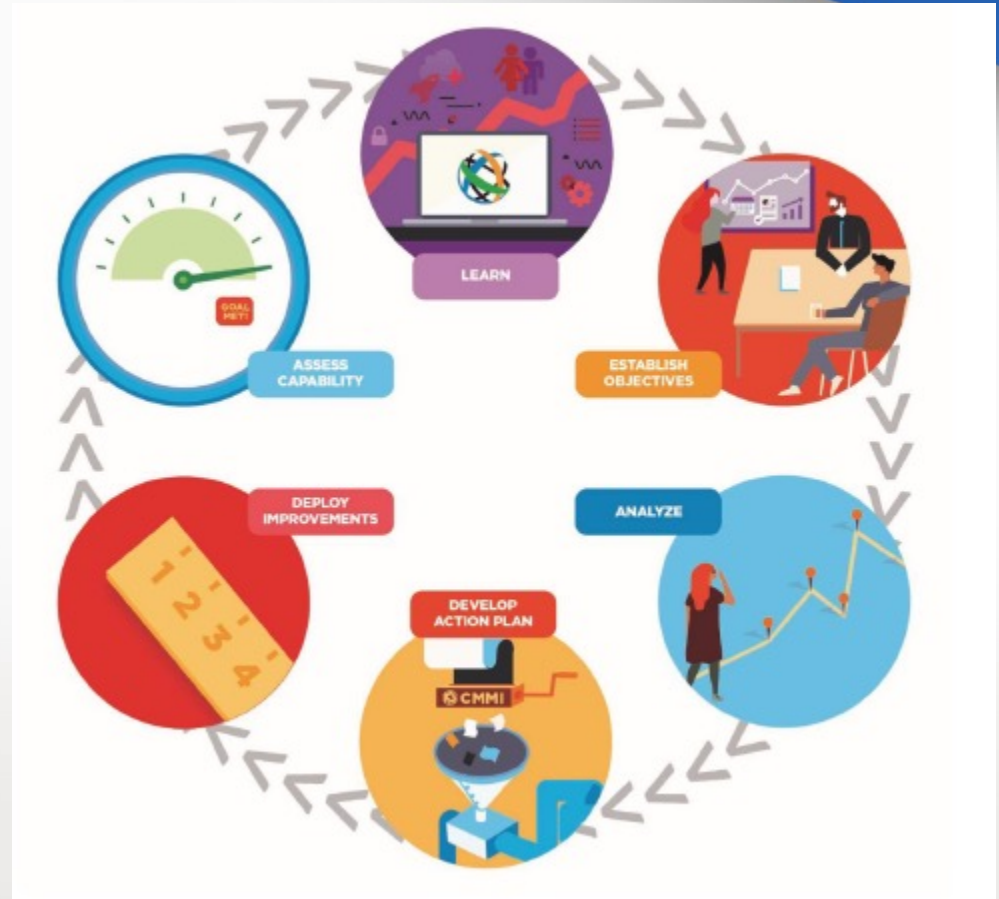 LEARN
ESTABLISH
OBJECTIVES
ANALYZE
DEVELOP
ACTION PLAN
CMMI
DEPLOY
IMPROVEMENTS
1
2
3
4
ASSESS
CAPABILITY
GOAL
MET!